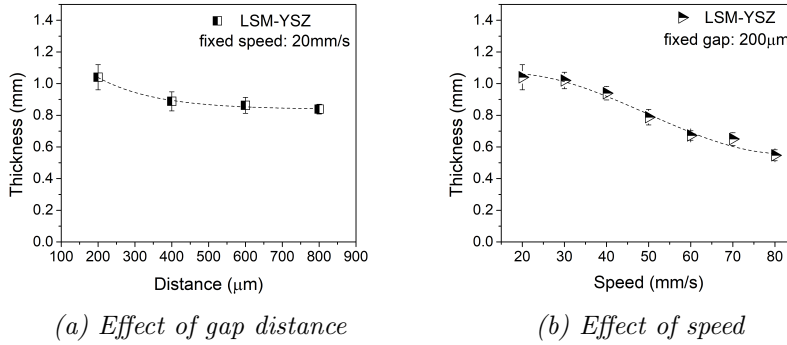 LSM-YSZ
fixed speed: 20mm/s
Thickness (mm)
1.4
1.2
1.0
0.8
0.6
0.4
0.2
0.0
100 200 300 400 500 600 700 800 900
Distance (μm)
(a) Effect of gap distance
LSM-YSZ
fixed gap: 200μm
Thickness (mm)
1.4
1.2
1.0
0.8
0.6
0.4
0.2
0.0
20 30 40 50 60 70 80
Speed (mm/s)
(b) Effect of speed